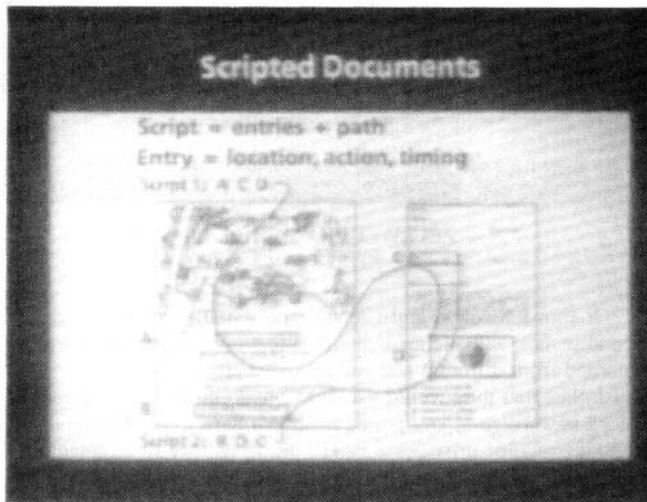 Scripted Documents
Script = entries + path
Entry = location, action, timing
Script 1: A C D
A
B
Script 2: B D C